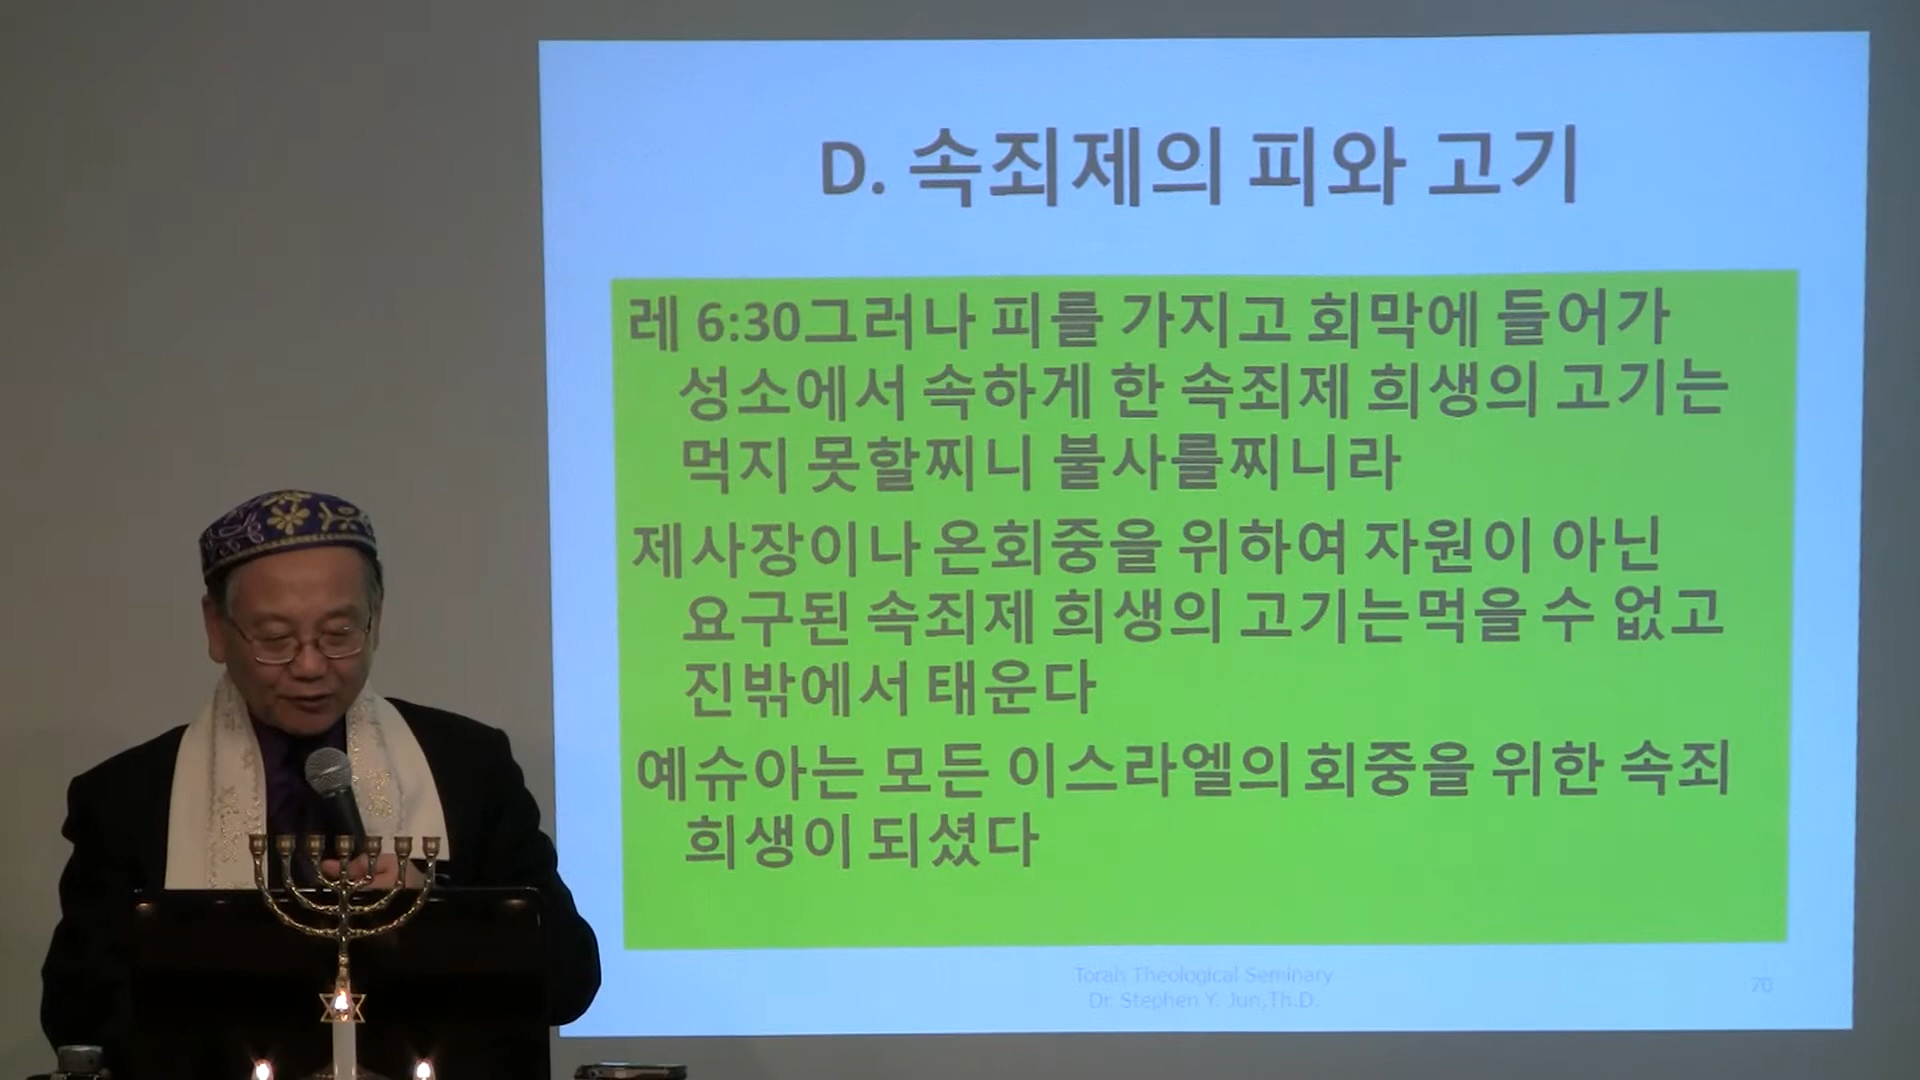 D. 속죄제의 피와 고기
레 6:30그러나 피를 가지고 회막에 들어가
성소에서 속하게 한 속죄제 희생의 고기는
먹지 못할찌니 불사를찌니라
제사장이나 온회중을 위하여 자원이 아닌
요구된 속죄제 희생의 고기는먹을 수 없고
진밖에서 태운다
예슈아는 모든 이스라엘의 회중을 위한 속죄
희생이 되셨다
Torah Theological Seminary
Dr. Stephen Y. Jun,Th.D.
70